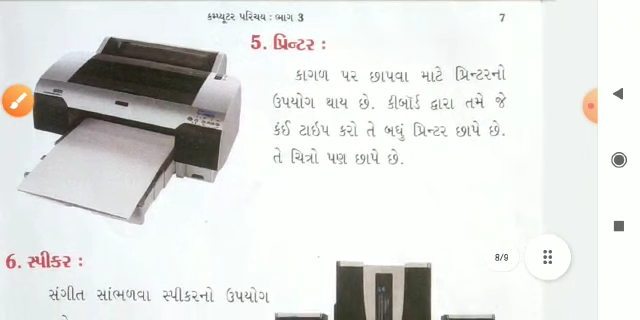 કમ્પ્યૂટર પરિચય : ભાગ 3
7
5. પ્રિન્ટર :
કાગળ પર છાપવા માટે પ્રિન્ટરનો
ઉપયોગ થાય છે. કીબૉર્ડ દ્વારા તમે જે
કંઈ ટાઇપ કરો તે બધું પ્રિન્ટર છાપે છે.
તે ચિત્રો પણ છાપે છે.
6. સ્પીકર :
8/9
સંગીત સાંભળવા સ્પીકરનો ઉપયોગ